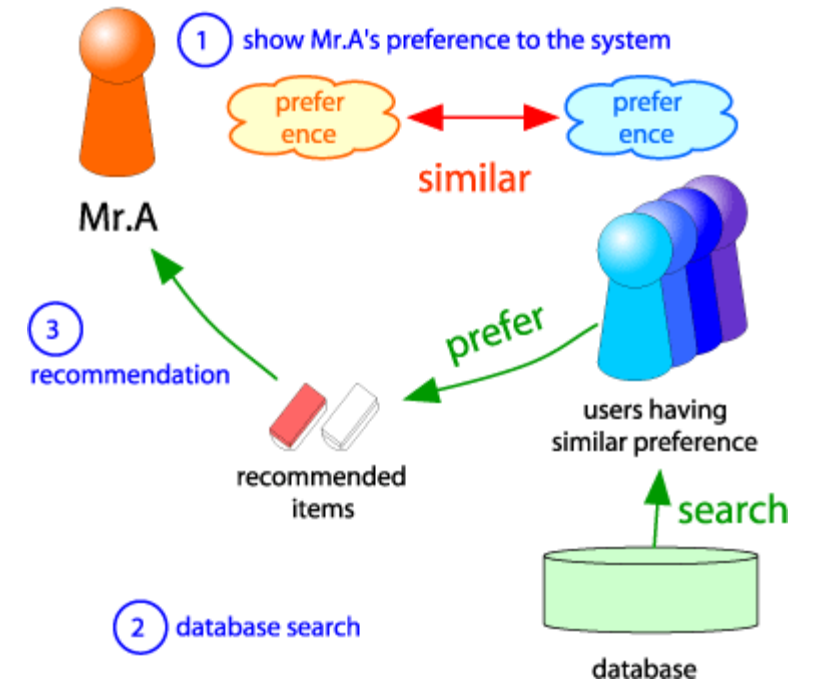 1 show Mr.A's preference to the system
prefer
ence
prefer
ence
similar
Mr.A
3
recommendation
prefer
users having
similar preference
recommended
items
search
2 database search
database